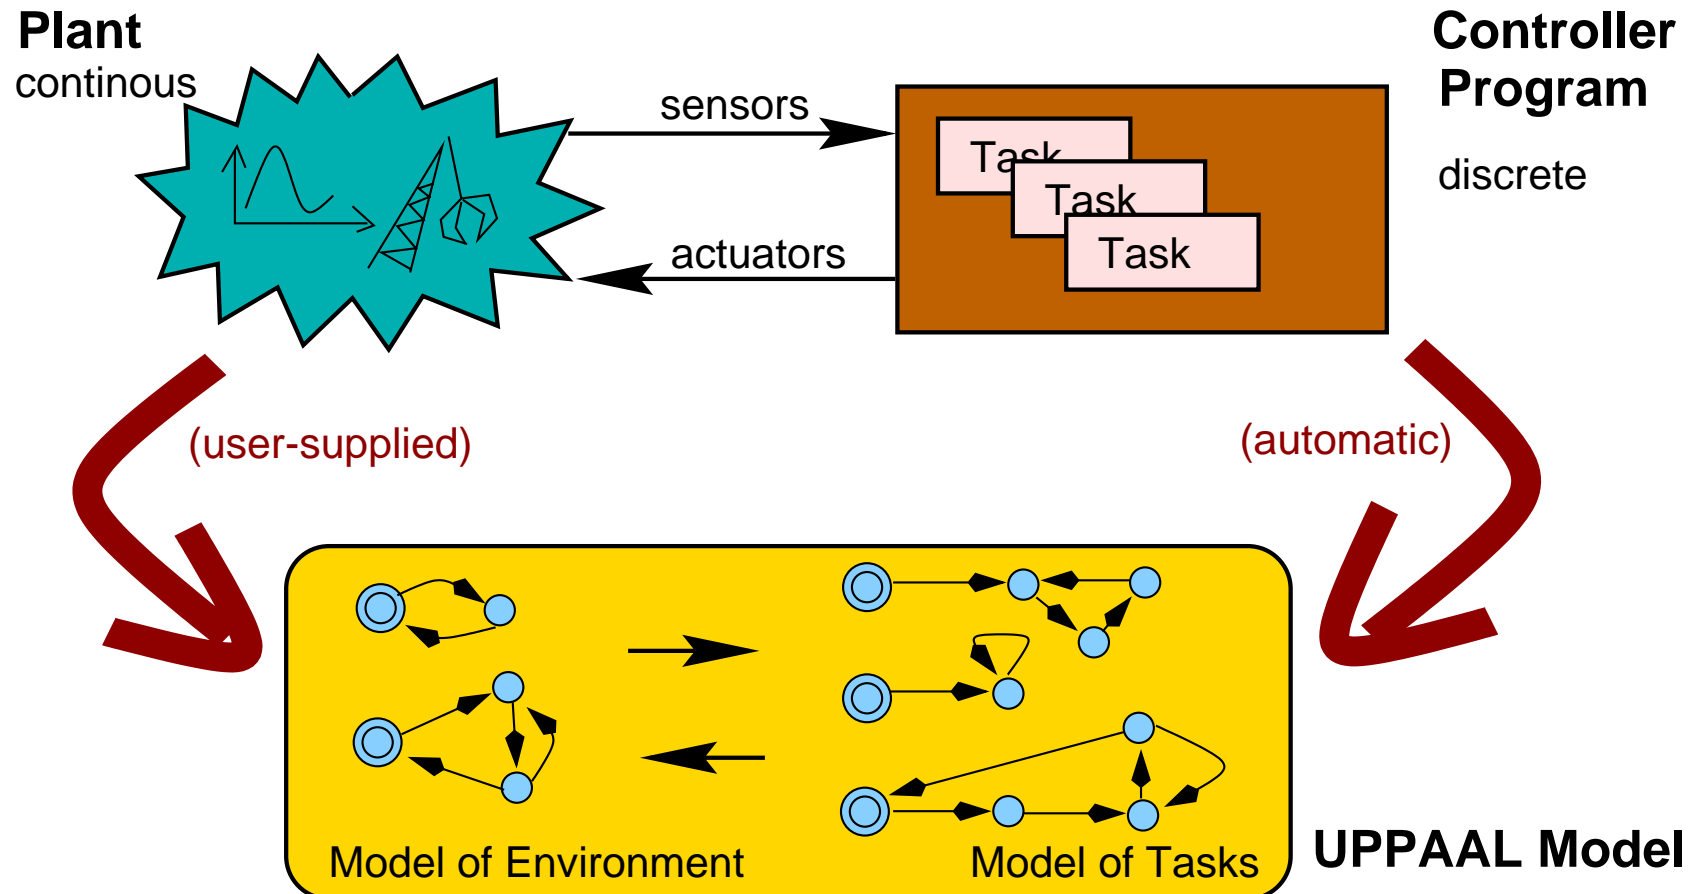 Plant
continous
sensors
actuators
Task
Task
Task
Controller
Program
discrete
(user-supplied)
(automatic)
Model of Environment
Model of Tasks
UPPAAL Model